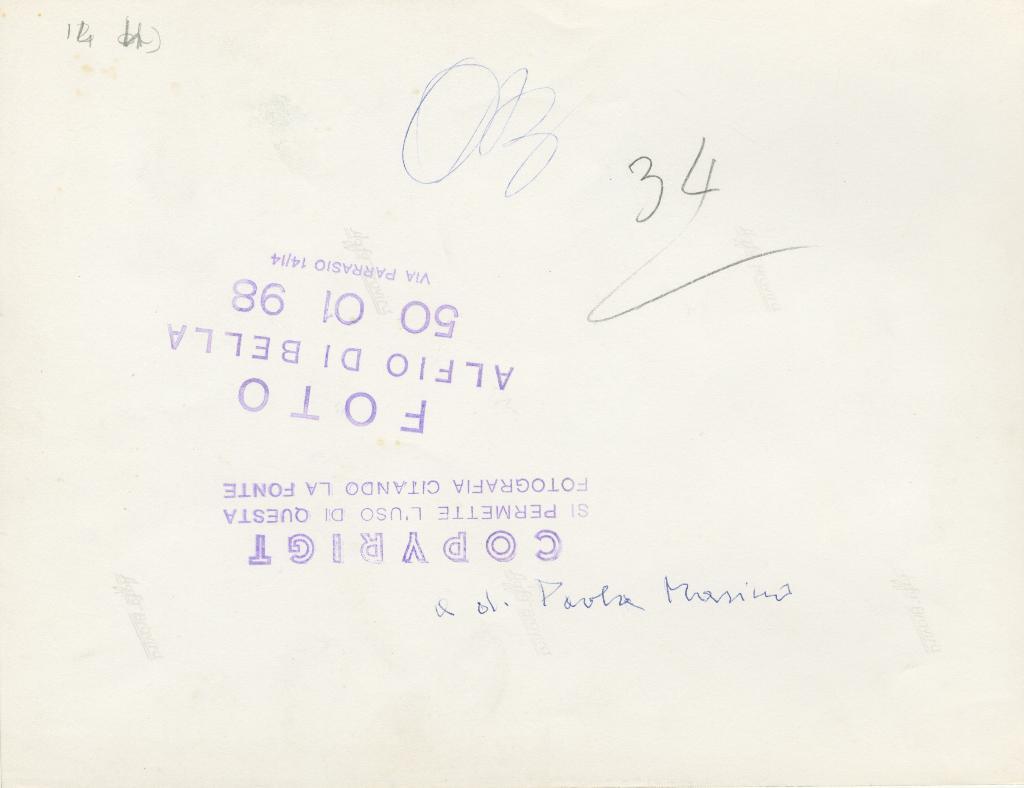 34
FOTO
ALFIO DI BELLA
50 01 98
VIA PARRASIO 14/14
COPYRIGT
SI PERMETTE L'USO DI QUESTA
FOTOGRAFIA CITANDO LA FONTE
a d. Paola Masino